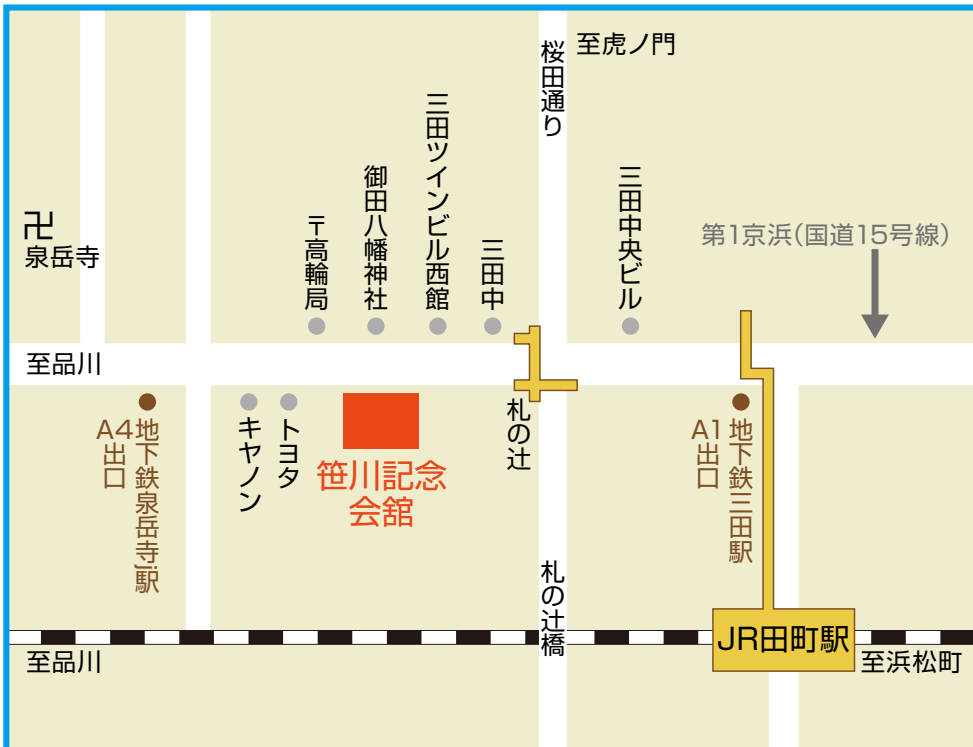 至虎ノ門
桜田通り
三田ツインビル西館
御田八幡神社
〒高輪局
三田中
三田中央ビル
卍
泉岳寺
第1京浜(国道15号線)
至品川
地下鉄泉岳寺j駅
A4出口
キヤノン
トヨタ
笹川記念
会舘
札の辻
地下鉄三田駅
A1出口
札の辻橋
JR田町駅
至品川
至浜松町